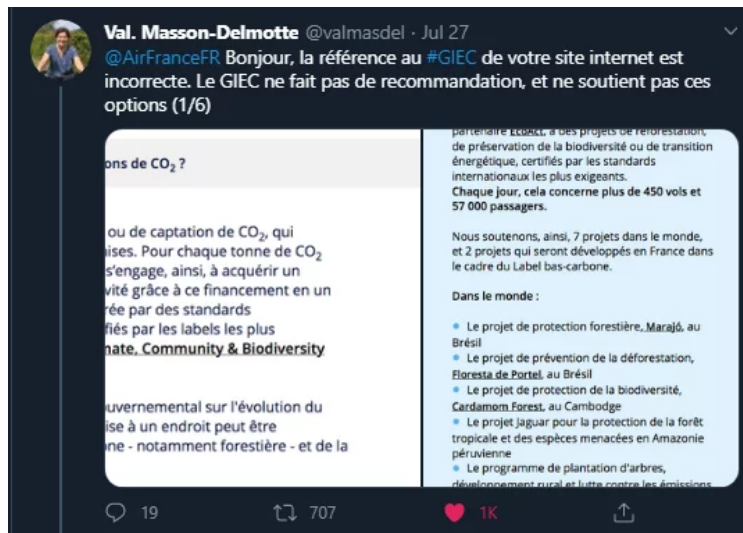 Val. Masson-Delmotte @valmasdel · Jul 27
@AirFranceFR Bonjour, la référence au #GIEC de votre site internet est
incorrecte. Le GIEC ne fait pas de recommandation, et ne soutient pas ces
options (1/6)
ons de CO₂ ?
ou de captation de CO₂, qui
ises. Pour chaque tonne de CO₂
s'engage, ainsi, à acquérir un
vité grâce à ce financement en un
rée par des standards
fiés par les labels les plus
mate, Community & Biodiversity
uvernemental sur l'évolution du
ise à un endroit peut être
ne - notamment forestière - et de la
partenaire EcoAct, à des projets de reforestation,
de préservation de la biodiversité ou de transition
énergétique, certifiés par les standards
internationaux les plus exigeants.
Chaque jour, cela concerne plus de 450 vols et
57 000 passagers.
Nous soutenons, ainsi, 7 projets dans le monde,
et 2 projets qui seront développés en France dans
le cadre du Label bas-carbone.
Dans le monde :
• Le projet de protection forestière, Marajó, au
Brésil
• Le projet de prévention de la déforestation,
Floresta de Portel, au Brésil
• Le projet de protection de la biodiversité,
Cardamom Forest, au Cambodge
• Le projet Jaguar pour la protection de la forêt
tropicale et des espèces menacées en Amazonie
péruvienne
• Le programme de plantation d'arbres,
développement rural et lutte contre les émissions
19 707 1K